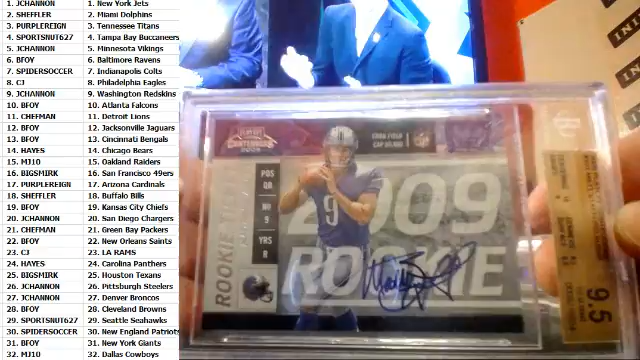 1. JCHANNON 1. New York Jets
2. SHEFFLER 2. Miami Dolphins
3. PURPLEREIGN 3. Tennessee Titans
4. SPORTSNUT627 4. Tampa Bay Buccaneers
5. JCHANNON 5. Minnesota Vikings
6. BFOY 6. Baltimore Ravens
7. SPIDERSOCCER 7. Indianapolis Colts
8. CJ 8. Philadelphia Eagles
9. JCHANNON 9. Washington Redskins
10. BFOY 10. Atlanta Falcons
11. CHEFMAN 11. Detroit Lions
12. BFOY 12. Jacksonville Jaguars
13. BFOY 13. Cincinnati Bengals
14. HAYES 14. Chicago Bears
15. MJ10 15. Oakland Raiders
16. BIGSMIRK 16. San Francisco 49ers
17. PURPLEREIGN 17. Arizona Cardinals
18. SHEFFLER 18. Buffalo Bills
19. BFOY 19. Kansas City Chiefs
20. JCHANNON 20. San Diego Chargers
21. CHEFMAN 21. Green Bay Packers
22. BFOY 22. New Orleans Saints
23. CJ 23. LA RAMS
24. HAYES 24. Carolina Panthers
25. BIGSMIRK 25. Houston Texans
26. JCHANNON 26. Pittsburgh Steelers
27. JCHANNON 27. Denver Broncos
28. BFOY 28. Cleveland Browns
29. SPORTSNUT627 29. Seattle Seahawks
30. SPIDERSOCCER 30. New England Patriots
31. BFOY 31. New York Giants
32. MJ10 32. Dallas Cowboys
CONTENDERS
POS
QB
NO
9
YRS
R
9
2009
ROOKIE
ROOKIE
9.5